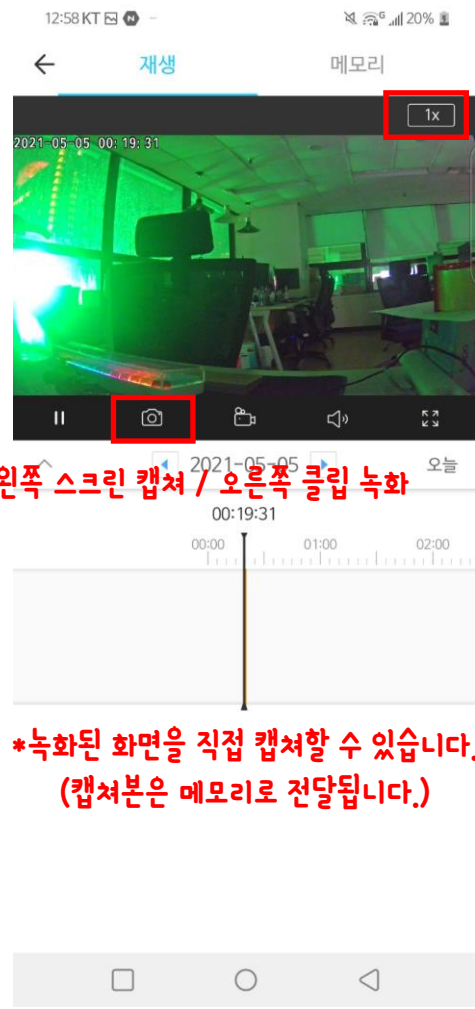 12:58 KT N
G 20%
재생 메모리
1x
2021-05-05 00:19:31
2021-05-05 오늘
왼쪽 스크린 캡쳐 / 오른쪽 클립 녹화
00:19:31
00:00 01:00 02:00
*녹화된 화면을 직접 캡쳐할 수 있습니다.
(캡쳐본은 메모리로 전달됩니다.)